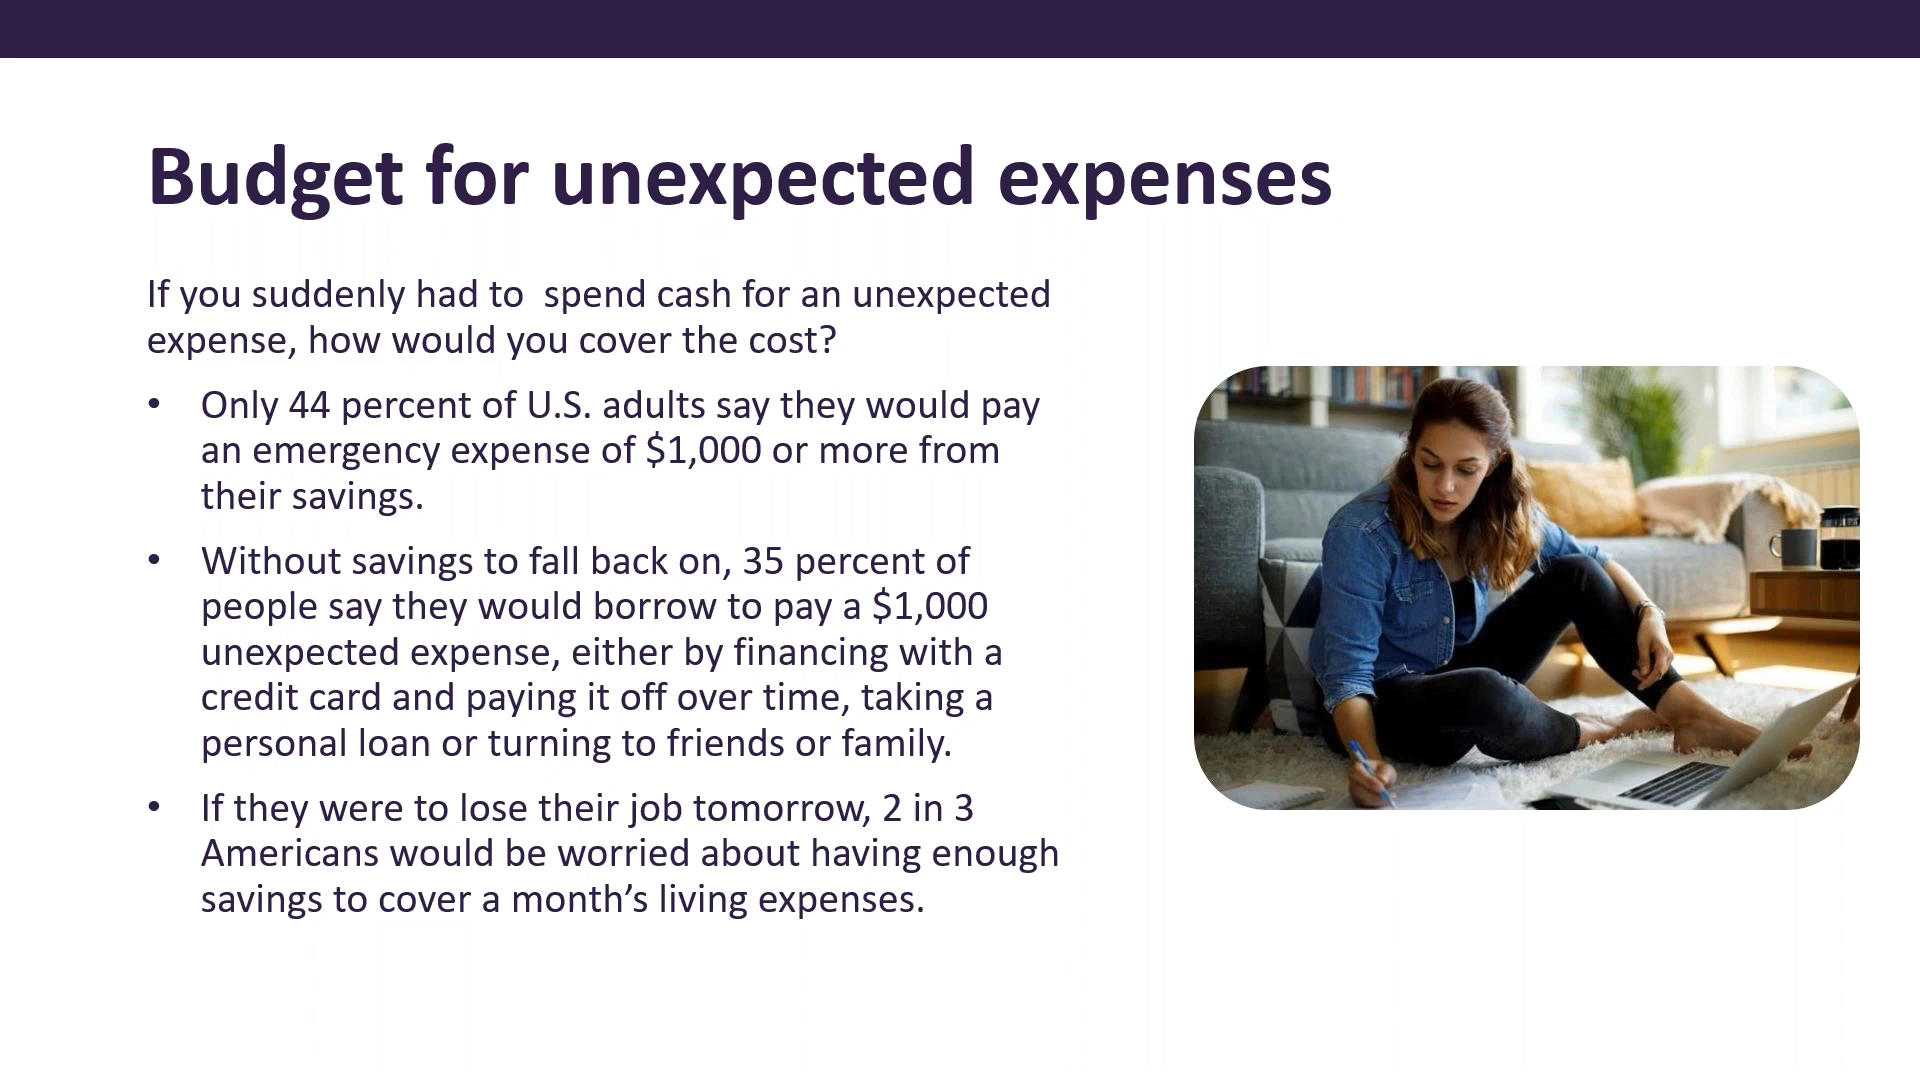 Budget for unexpected expenses
If you suddenly had to  spend cash for an unexpected
expense, how would you cover the cost?
• Only 44 percent of U.S. adults say they would pay
an emergency expense of $1,000 or more from
their savings.
• Without savings to fall back on, 35 percent of
people say they would borrow to pay a $1,000
unexpected expense, either by financing with a
credit card and paying it off over time, taking a
personal loan or turning to friends or family.
• If they were to lose their job tomorrow, 2 in 3
Americans would be worried about having enough
savings to cover a month’s living expenses.